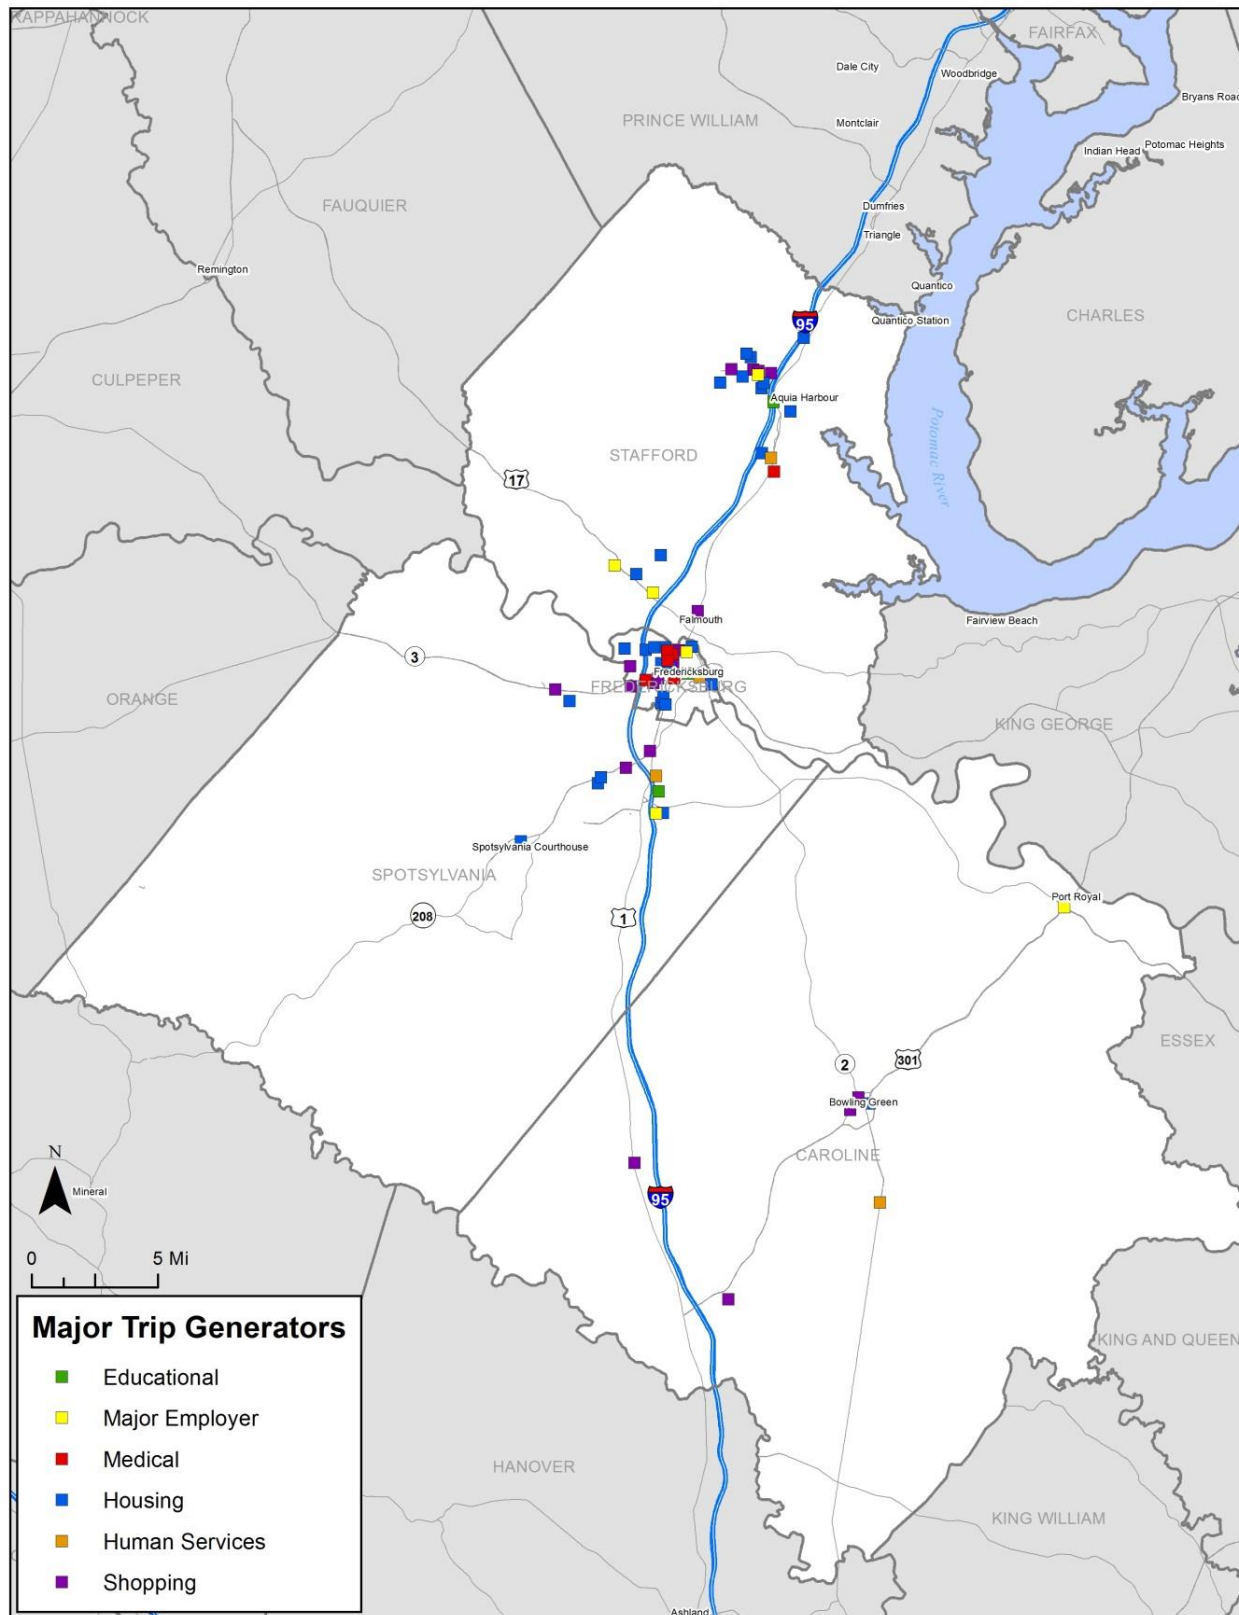 RAPPAHANNOCK
FAIRFAX
Dale City
Woodbridge
Bryans Road
PRINCE WILLIAM
Montclair
Indian Head
Potomac Heights
FAUQUIER
Dumfries
Triangle
Remington
Quantico
Quantico Station
CHARLES
95
CULPEPER
Aquia Harbour
Potomac River
STAFFORD
17
Falmouth
Fairview Beach
3
Fredericksburg
FREDERICKSBURG
ORANGE
KING GEORGE
Spotsylvania Courthouse
SPOTSYLVANIA
Port Royal
208
1
ESSEX
2
301
Bowling Green
CAROLINE
N
Mineral
95
0 5 Mi
Major Trip Generators
Educational
Major Employer
Medical
Housing
Human Services
Shopping
KING AND QUEEN
HANOVER
KING WILLIAM
Ashland